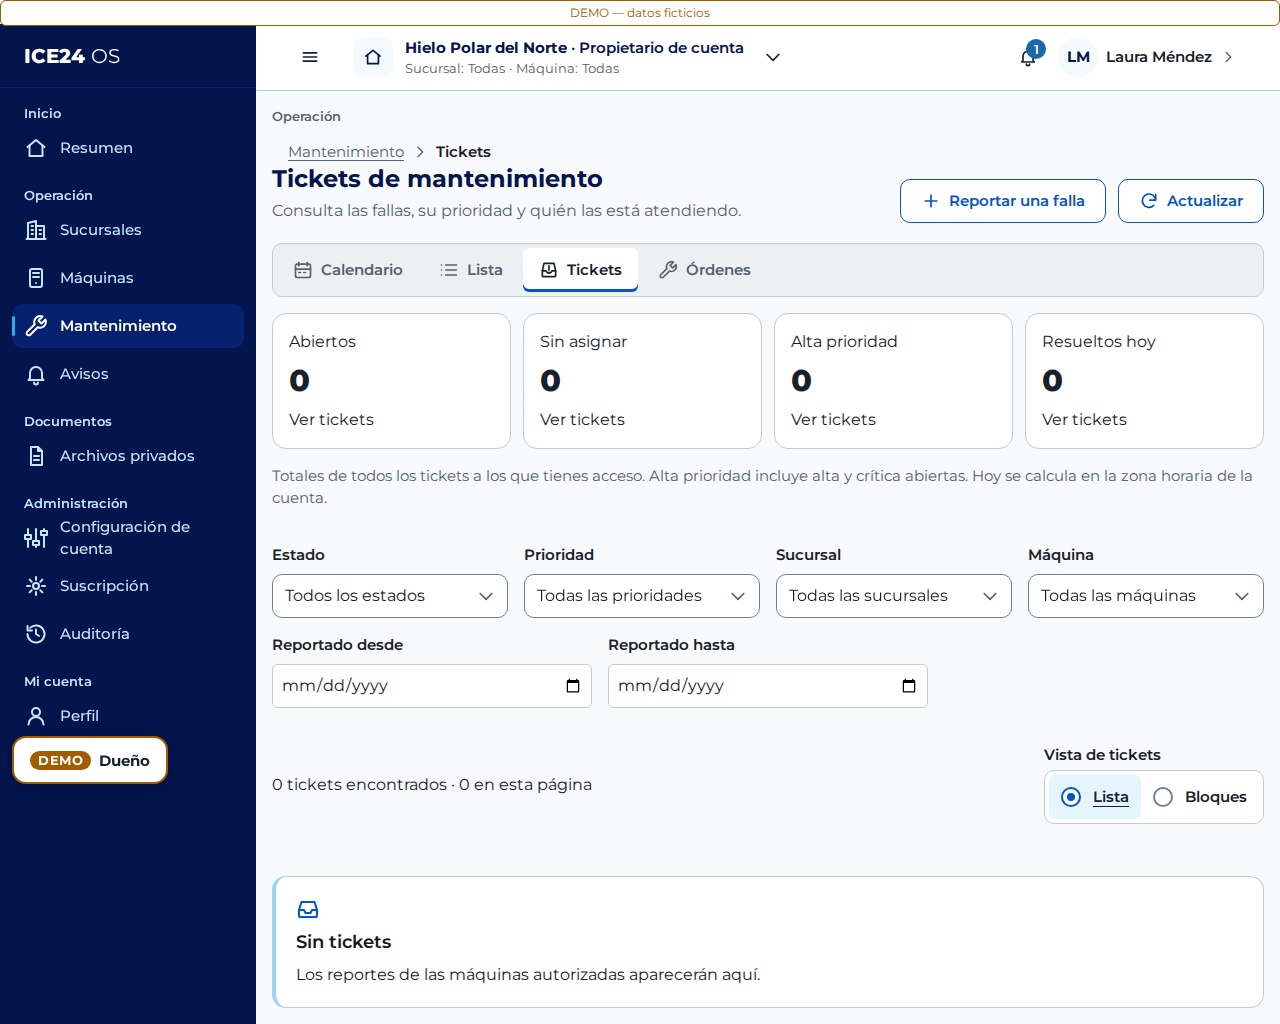 DEMO — datos ficticios
ICE24 OS
Hielo Polar del Norte · Propietario de cuenta
Sucursal: Todas · Máquina: Todas
1
LM
Laura Méndez
Inicio
Resumen
Operación
Sucursales
Máquinas
Mantenimiento
Avisos
Documentos
Archivos privados
Administración
Configuración de
cuenta
Suscripción
Auditoría
Mi cuenta
Perfil
DEMO Dueño
Operación
Mantenimiento > Tickets
Tickets de mantenimiento
Consulta las fallas, su prioridad y quién las está atendiendo.
Reportar una falla
Actualizar
Calendario
Lista
Tickets
Órdenes
Abiertos
0
Ver tickets
Sin asignar
0
Ver tickets
Alta prioridad
0
Ver tickets
Resueltos hoy
0
Ver tickets
Totales de todos los tickets a los que tienes acceso. Alta prioridad incluye alta y crítica abiertas. Hoy se calcula en la zona horaria de la
cuenta.
Estado
Todos los estados
Prioridad
Todas las prioridades
Sucursal
Todas las sucursales
Máquina
Todas las máquinas
Reportado desde
mm/dd/yyyy
Reportado hasta
mm/dd/yyyy
0 tickets encontrados · 0 en esta página
Vista de tickets
Lista
Bloques
Sin tickets
Los reportes de las máquinas autorizadas aparecerán aquí.